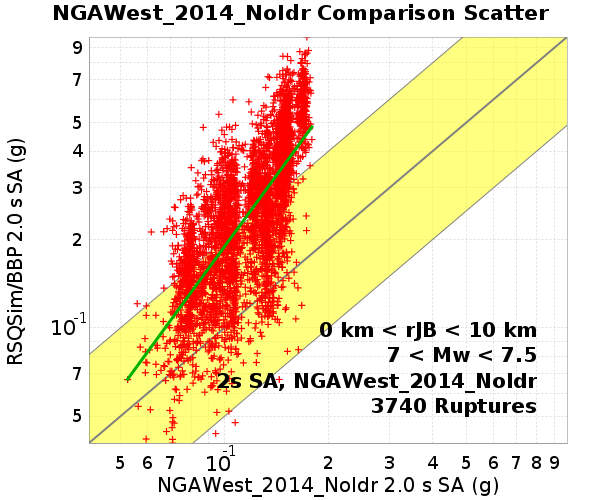 NGAWest_2014_NoIdr Comparison Scatter
RSQSim/BBP 2.0 s SA (g)
9
7
5
4
3
2
10-1
7
5
0 km < rJB < 10 km
7 < Mw < 7.5
2s SA, NGAWest_2014_NoIdr
3740 Ruptures
5 6 7 10-1 2 3 4 5 6 7 8 9
NGAWest_2014_NoIdr 2.0 s SA (g)